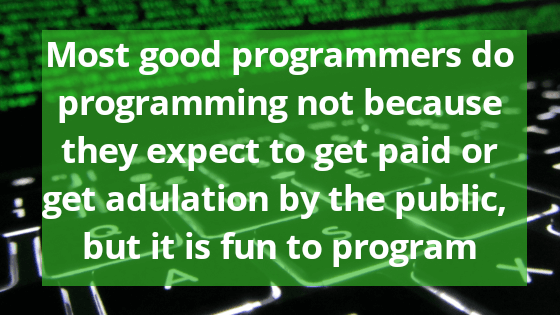 Most good programmers do
programming not because
they expect to get paid or
get adulation by the public,
but it is fun to program